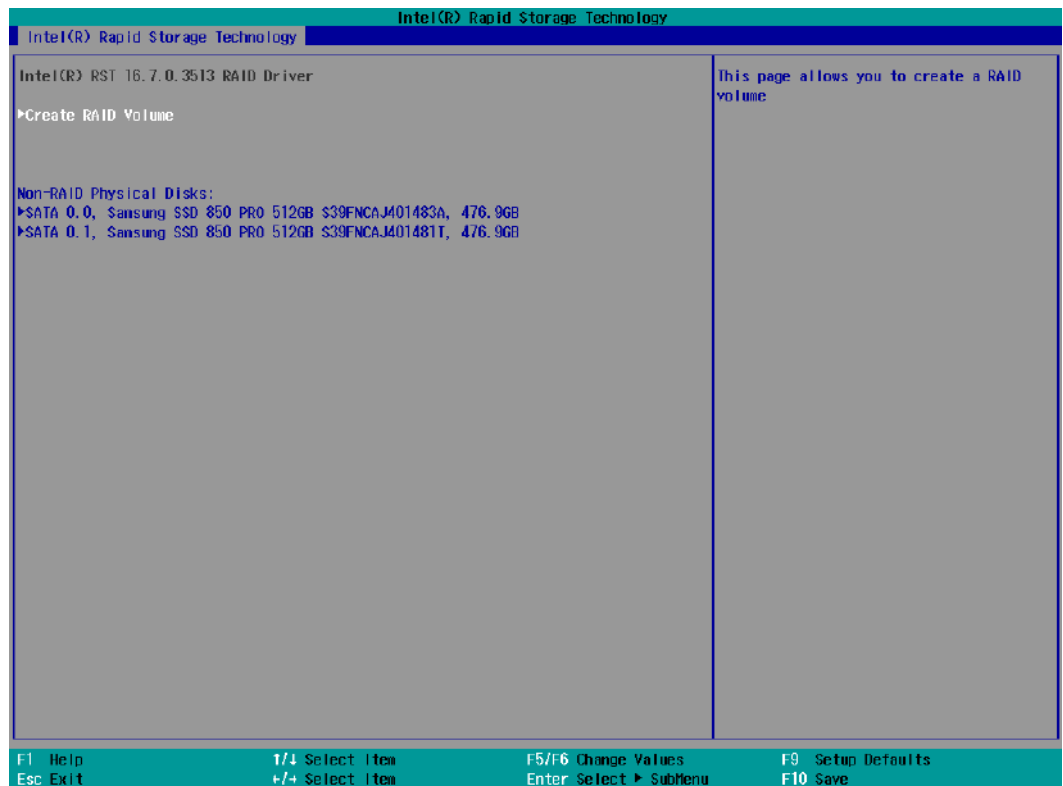 Intel(R) Rapid Storage Technology
Intel(R) Rapid Storage Technology
Intel(R) RST 16.7.0.3513 RAID Driver
This page allows you to create a RAID
volume
▶Create RAID Volume
Non-RAID Physical Disks:
▶SATA 0.0, Samsung SSD 850 PRO 512GB S39FNCAJ401483A, 476.9GB
▶SATA 0.1, Samsung SSD 850 PRO 512GB S39FNCAJ401481T, 476.9GB
F1 Help ↑/↓ Select Item F5/F6 Change Values F9 Setup Defaults
Esc Exit ←/→ Select Item Enter Select ▶ SubMenu F10 Save